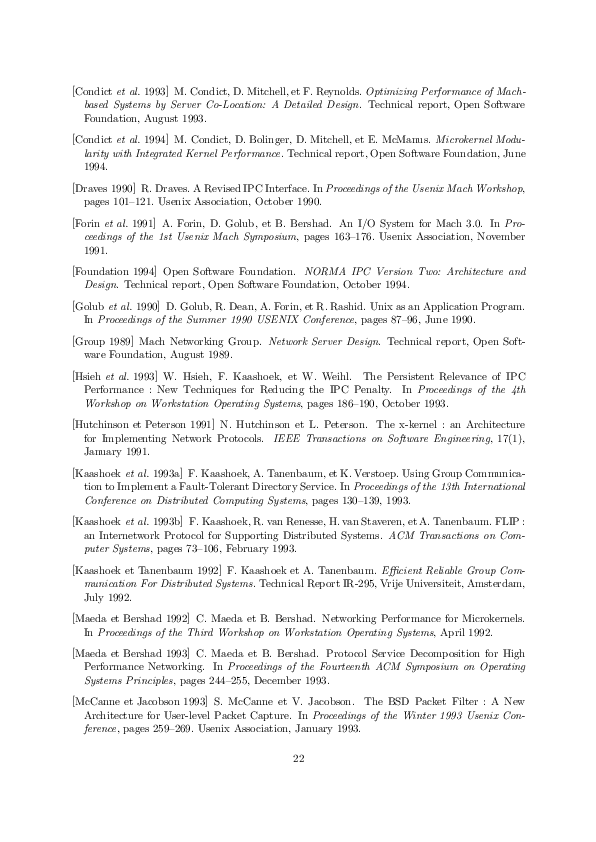 [Condict et al. 1993] M. Condict, D. Mitchell, et F. Reynolds. Optimizing Performance of Mach-
based Systems by Server Co-Location: A Detailed Design. Technical report, Open Software
Foundation, August 1993.
[Condict et al. 1994] M. Condict, D. Bolinger, D. Mitchell, et E. McManus. Microkernel Modu-
larity with Integrated Kernel Performance. Technical report, Open Software Foundation, June
1994.
[Draves 1990] R. Draves. A Revised IPC Interface. In Proceedings of the Usenix Mach Workshop,
pages 101–121. Usenix Association, October 1990.
[Forin et al. 1991] A. Forin, D. Golub, et B. Bershad. An I/O System for Mach 3.0. In Pro-
ceedings of the 1st Usenix Mach Symposium, pages 163–176. Usenix Association, November
1991.
[Foundation 1994] Open Software Foundation. NORMA IPC Version Two: Architecture and
Design. Technical report, Open Software Foundation, October 1994.
[Golub et al. 1990] D. Golub, R. Dean, A. Forin, et R. Rashid. Unix as an Application Program.
In Proceedings of the Summer 1990 USENIX Conference, pages 87–96, June 1990.
[Group 1989] Mach Networking Group. Network Server Design. Technical report, Open Soft-
ware Foundation, August 1989.
[Hsieh et al. 1993] W. Hsieh, F. Kaashoek, et W. Weihl. The Persistent Relevance of IPC
Performance : New Techniques for Reducing the IPC Penalty. In Proceedings of the 4th
Workshop on Workstation Operating Systems, pages 186–190, October 1993.
[Hutchinson et Peterson 1991] N. Hutchinson et L. Peterson. The x-kernel : an Architecture
for Implementing Network Protocols. IEEE Transactions on Software Engineering, 17(1),
January 1991.
[Kaashoek et al. 1993a] F. Kaashoek, A. Tanenbaum, et K. Verstoep. Using Group Communica-
tion to Implement a Fault-Tolerant Directory Service. In Proceedings of the 13th International
Conference on Distributed Computing Systems, pages 130–139, 1993.
[Kaashoek et al. 1993b] F. Kaashoek, R. van Renesse, H. van Staveren, et A. Tanenbaum. FLIP :
an Internetwork Protocol for Supporting Distributed Systems. ACM Transactions on Com-
puter Systems, pages 73–106, February 1993.
[Kaashoek et Tanenbaum 1992] F. Kaashoek et A. Tanenbaum. Efficient Reliable Group Com-
munication For Distributed Systems. Technical Report IR-295, Vrije Universiteit, Amsterdam,
July 1992.
[Maeda et Bershad 1992] C. Maeda et B. Bershad. Networking Performance for Microkernels.
In Proceedings of the Third Workshop on Workstation Operating Systems, April 1992.
[Maeda et Bershad 1993] C. Maeda et B. Bershad. Protocol Service Decomposition for High
Performance Networking. In Proceedings of the Fourteenth ACM Symposium on Operating
Systems Principles, pages 244–255, December 1993.
[McCanne et Jacobson 1993] S. McCanne et V. Jacobson. The BSD Packet Filter : A New
Architecture for User-level Packet Capture. In Proceedings of the Winter 1993 Usenix Con-
ference, pages 259–269. Usenix Association, January 1993.
22